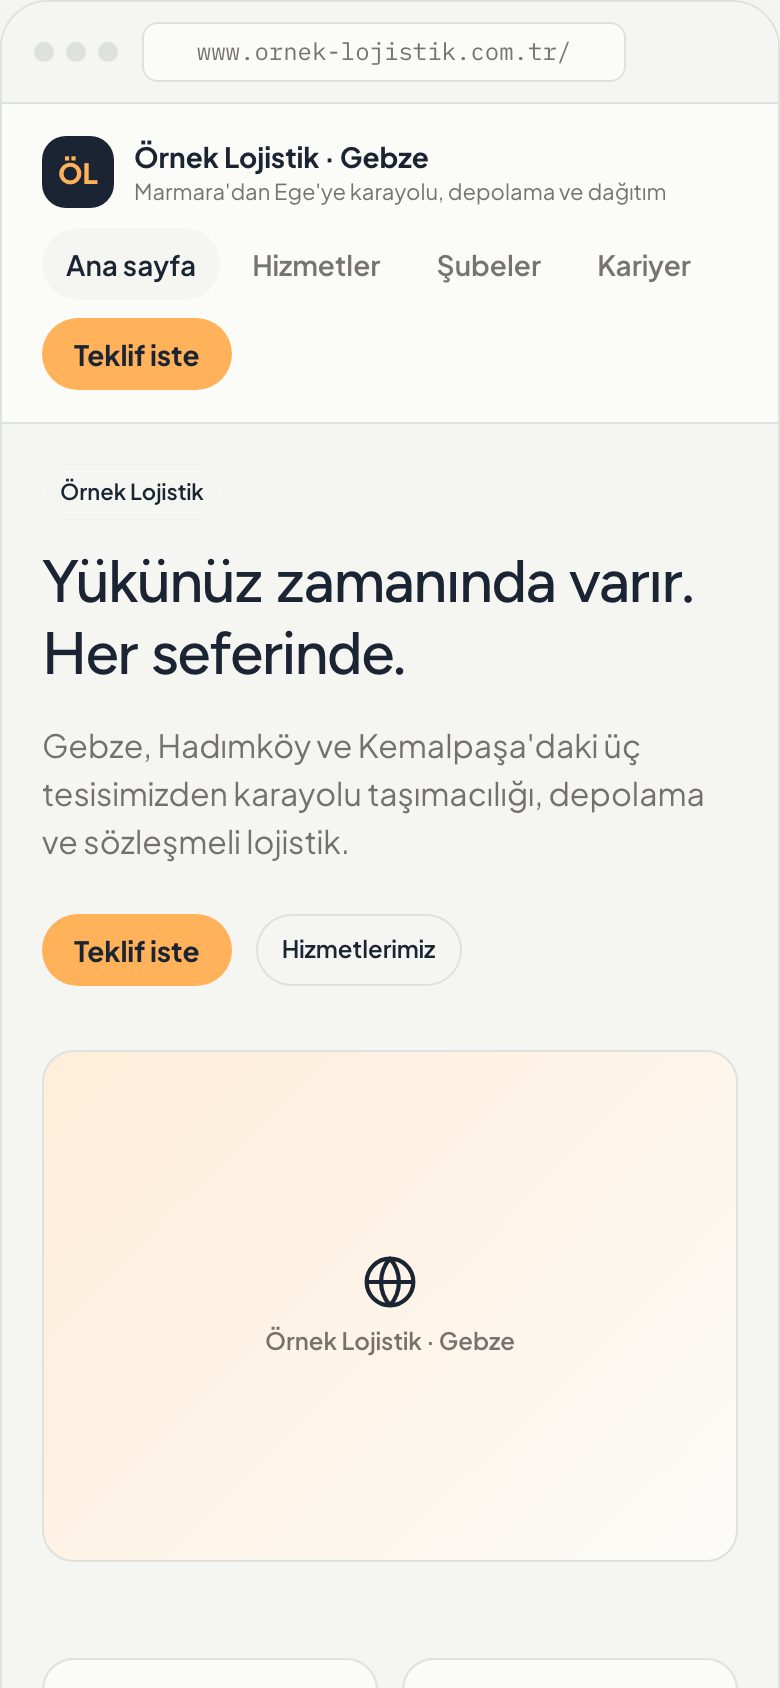 www.ornek-lojistik.com.tr/
ÖL
Örnek Lojistik · Gebze
Marmara'dan Ege'ye karayolu, depolama ve dağıtım
Ana sayfa Hizmetler Şubeler Kariyer
Teklif iste
Örnek Lojistik
Yükünüz zamanında varır.
Her seferinde.
Gebze, Hadımköy ve Kemalpaşa'daki üç
tesisimizden karayolu taşımacılığı, depolama
ve sözleşmeli lojistik.
Teklif iste Hizmetlerimiz
Örnek Lojistik · Gebze